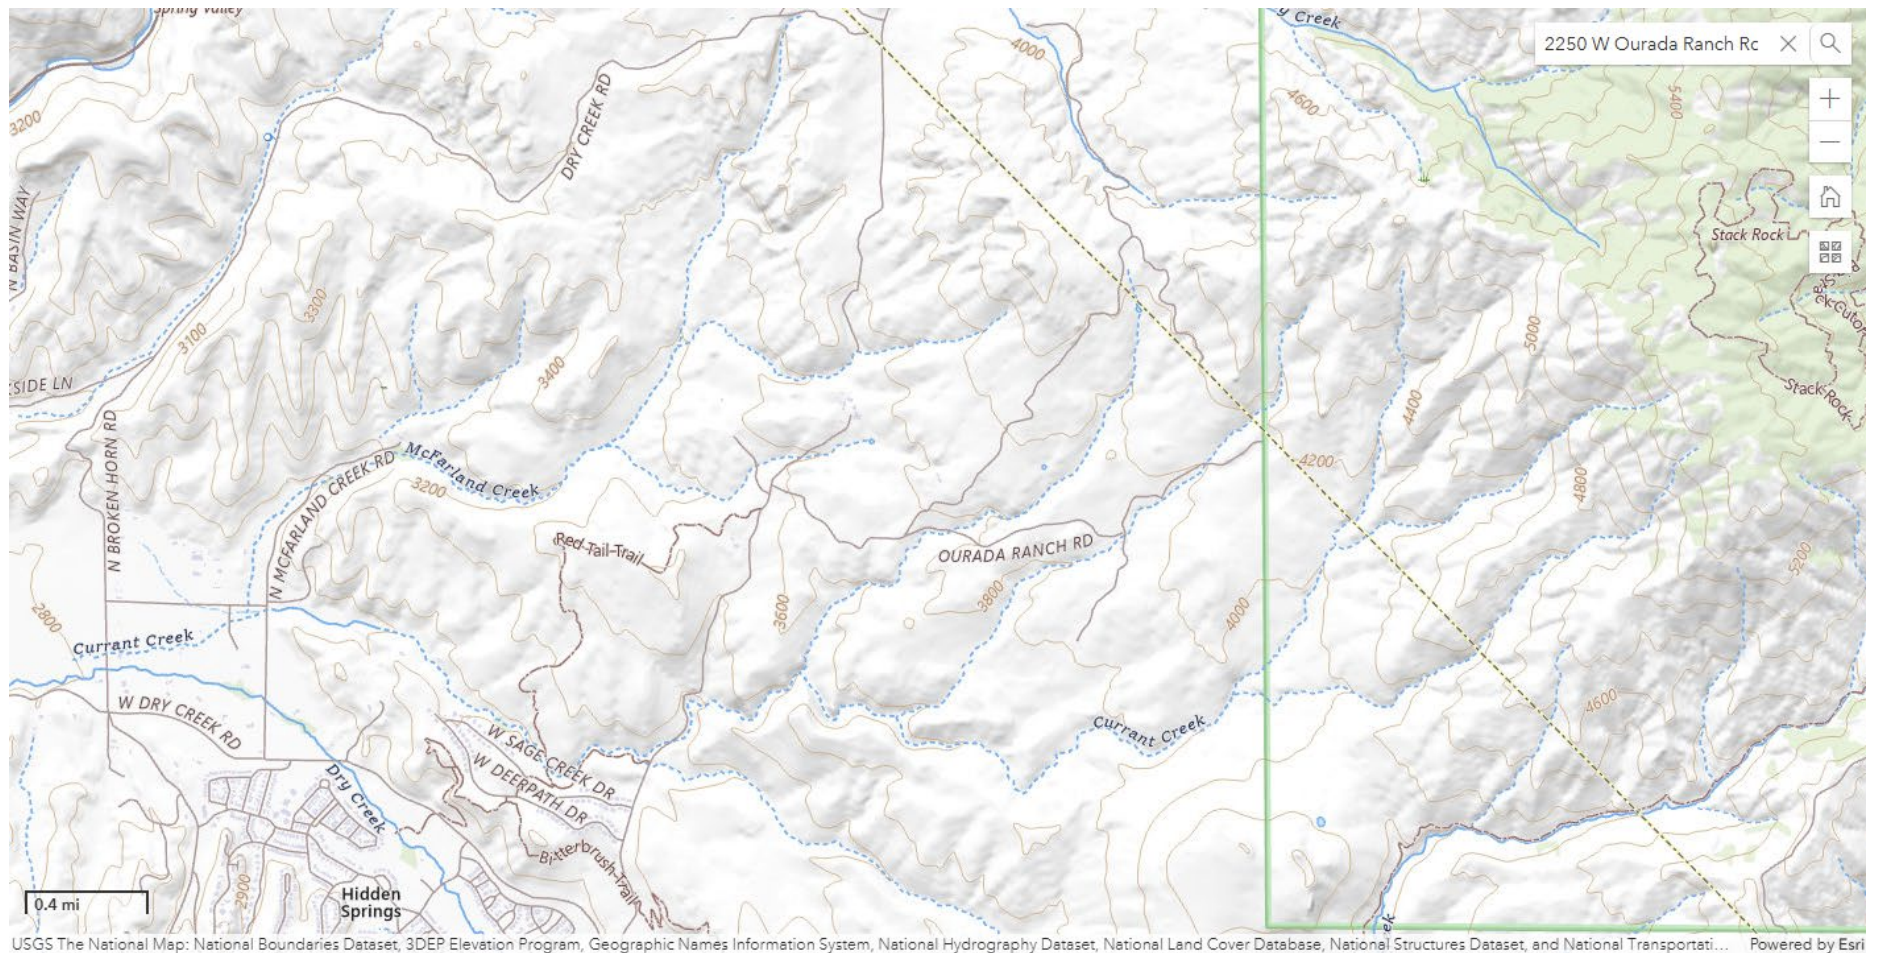 Spring Valley
y Creek
4000
2250 W Ourada Ranch Rc
4600
5400
3200
DRY CREEK RD
N BASIN WAY
Stack Rock
3300
3100
5000
3400
KSIDE LN
Stack-Rock
4400
N BROKEN HORN RD
McFarland Creek
N MCFARLAND CREEK RD
4200
3200
4800
Red-Tail-Trail
OURADA RANCH RD
5200
3800
3600
4000
2800
Currant Creek
W DRY CREEK RD
4600
Currant Creek
W SAGE CREEK DR
W DEERPATH DR
Dry Creek
Bitterbrush-Trail
2900
0.4 mi
Hidden
Springs
eek
USGS The National Map: National Boundaries Dataset, 3DEP Elevation Program, Geographic Names Information System, National Hydrography Dataset, National Land Cover Database, National Structures Dataset, and National Transportati... Powered by Esri